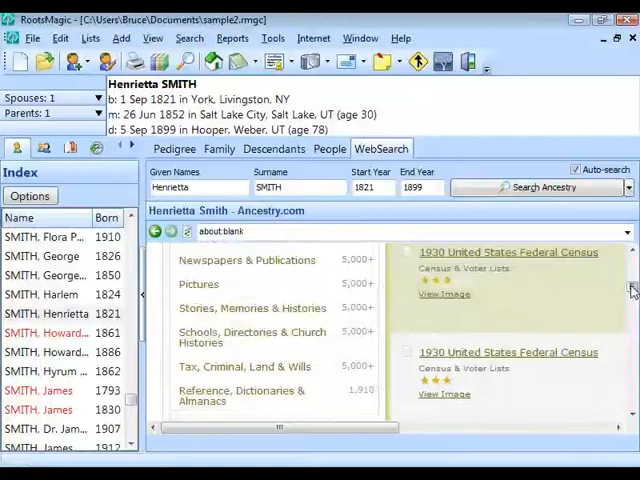 RootsMagic - [C:\Users\Bruce\Documents\sample2.rmgc]
File Edit Lists Add View Search Reports Tools Internet Window Help
Henrietta SMITH
b: 1 Sep 1821 in York, Livingston, NY
m: 26 Jun 1852 in Salt Lake City, Salt Lake, UT (age 30)
d: 5 Sep 1899 in Hooper, Weber, UT (age 78)
Spouses: 1
Parents: 1
Pedigree Family Descendants People WebSearch
Index
Options
Name Born
SMITH, Flora P... 1910
SMITH, George 1826
SMITH, George... 1850
SMITH, Harlem 1824
SMITH, Henrietta 1821
SMITH, Howard... 1861
SMITH, Howard... 1886
SMITH, Hyrum ... 1862
SMITH, James 1793
SMITH, James 1830
SMITH, Dr. Jam... 1907
SMITH, James ... 1912
Given Names Surname Start Year End Year Auto-search
Henrietta SMITH 1821 1899 Search Ancestry
Henrietta Smith - Ancestry.com
about:blank
Newspapers & Publications 5,000+
Pictures 5,000+
Stories, Memories & Histories 5,000+
Schools, Directories & Church Histories 5,000+
Tax, Criminal, Land & Wills 5,000+
Reference, Dictionaries & Almanacs 1,910
1930 United States Federal Census
Census & Voter Lists
View Image
1930 United States Federal Census
Census & Voter Lists
View Image